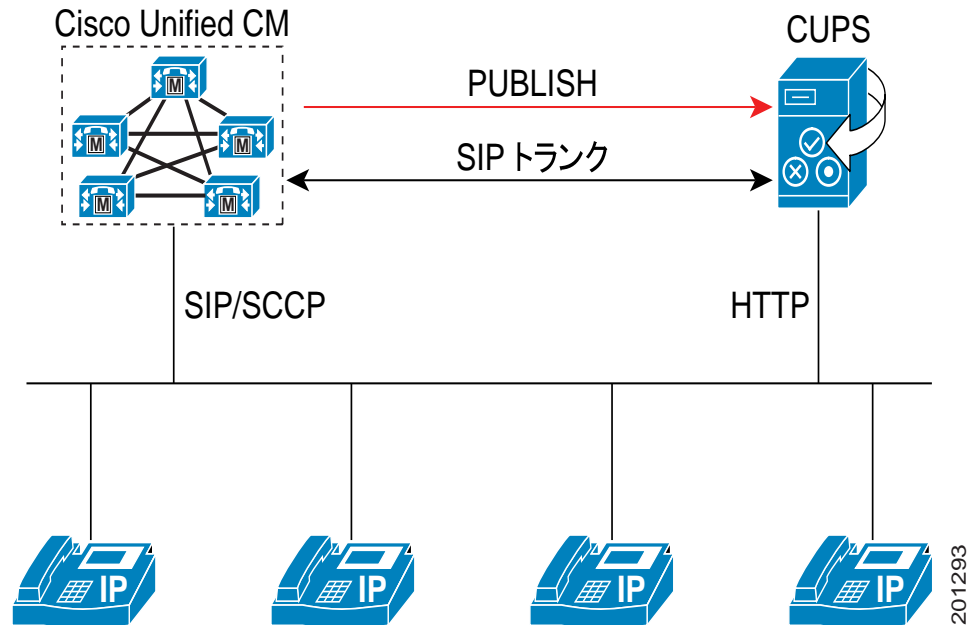 Cisco Unified CM
CUPS
M
PUBLISH
M
M
SIP トランク
M
M
SIP/SCCP
HTTP
IP
IP
IP
IP
201293